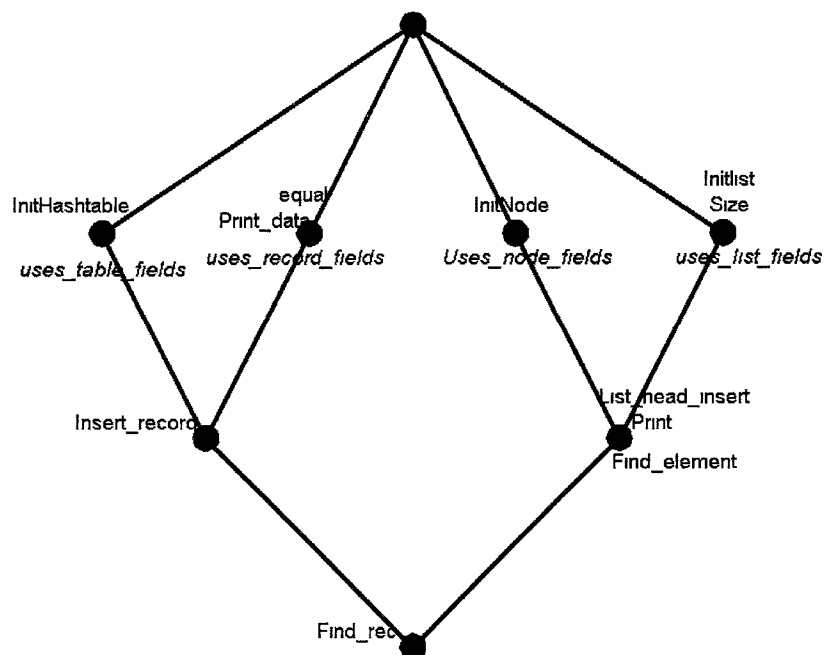 InitHashtable
uses_table_fields
equal
Print_data
uses_record_fields
InitNode
Uses_node_fields
Initlist
Size
uses_list_fields
Insert_record
List_head_insert
Print
Find_element
Find_rec